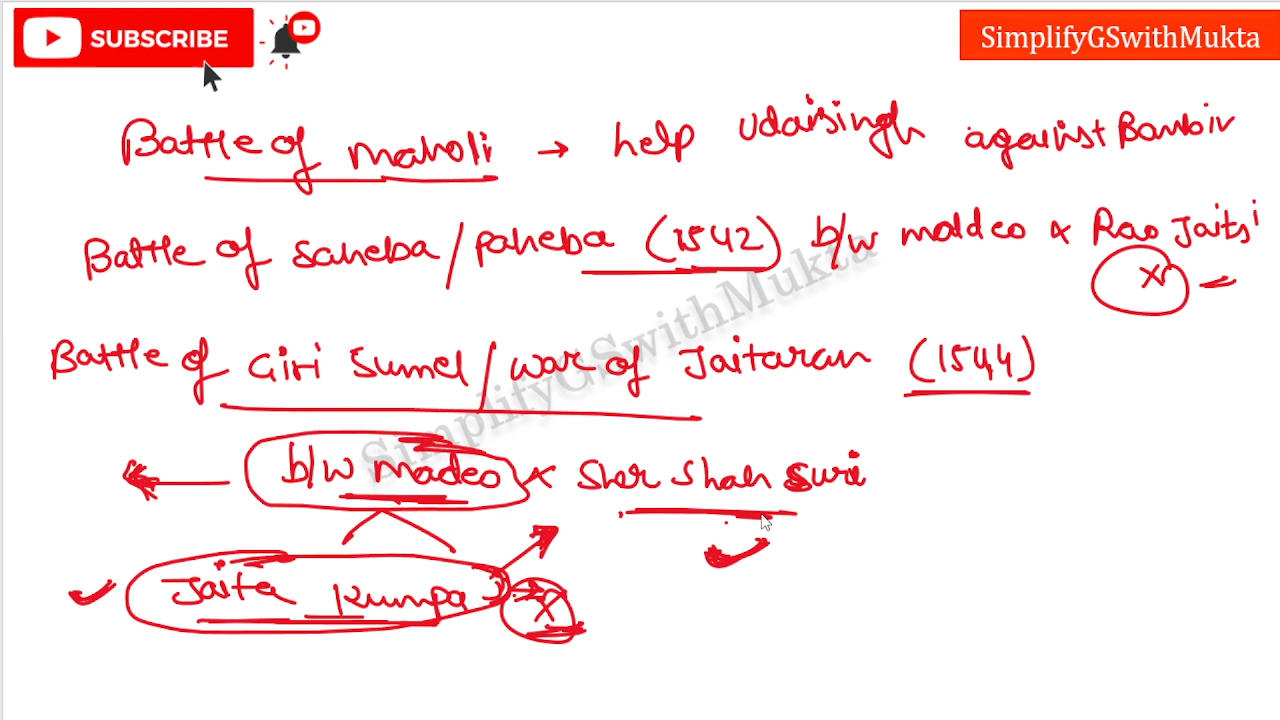 SUBSCRIBE
SimplifyGSwithMukta
Battle of maholi → help Udaisingh against Banbir
Battle of saheba / paheba (1542) b/w maldeo x Rao Jaitsi
x
Battle of Giri Sumel / war of Jaitaran (1544)
b/w madeo x Sher Shah Suri
Jaita Kumpa
x
SimplifyGSwithMukta